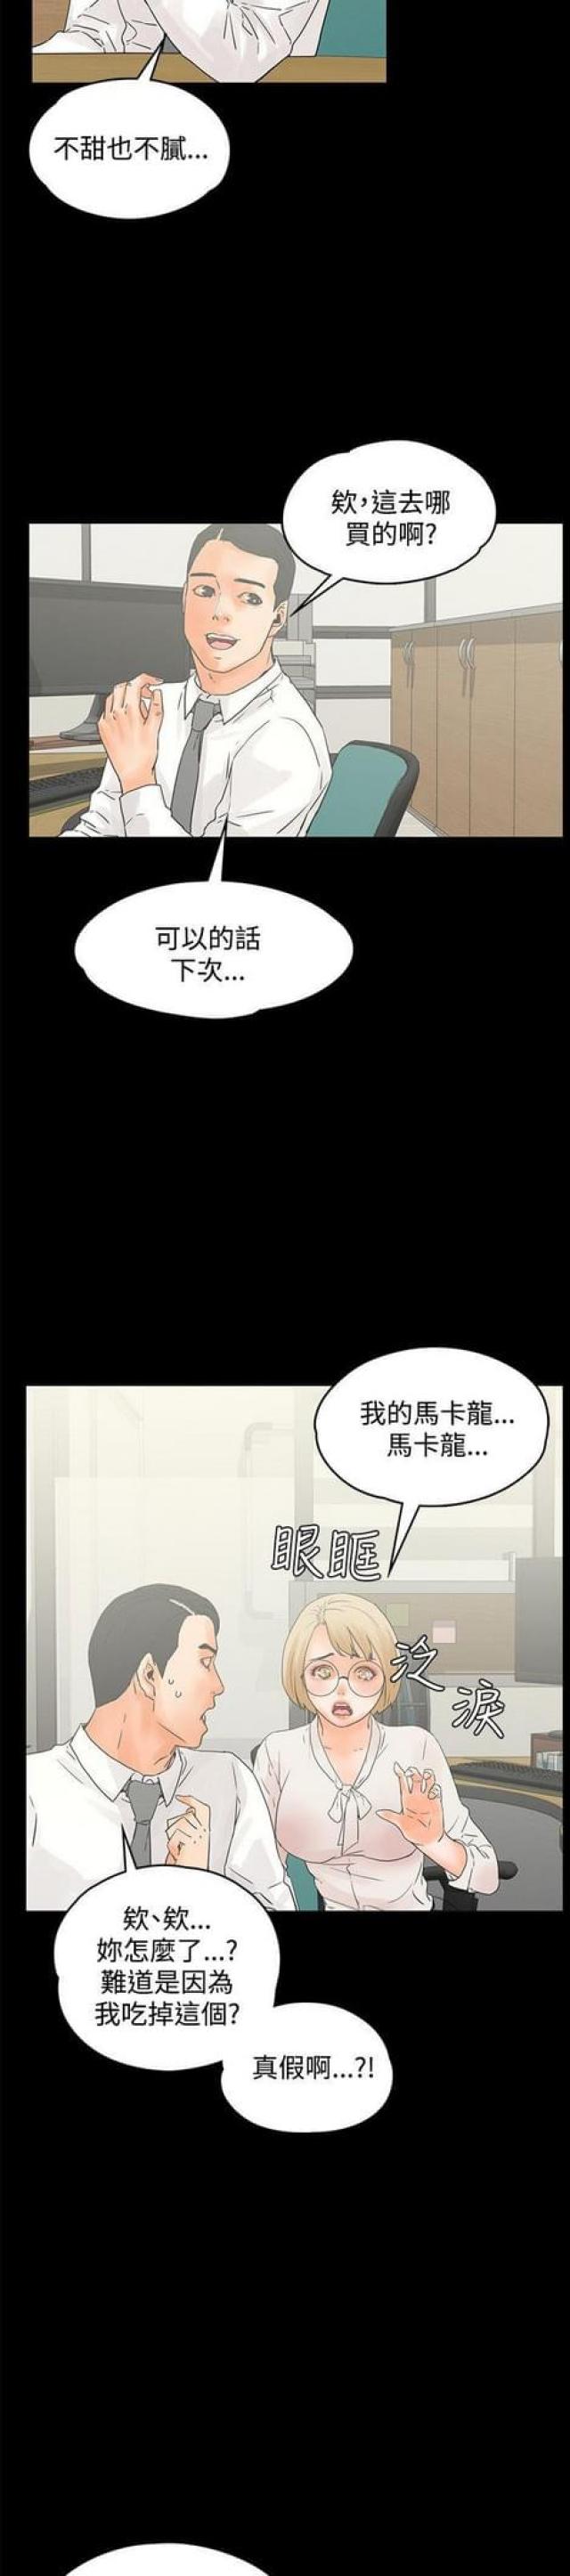 不甜也不膩...
欸，這去哪
買的啊?
可以的話
下次...
我的馬卡龍...
馬卡龍...
眼眶
泛淚
欸、欸...
妳怎麼了...?
難道是因為
我吃掉這個?
真假啊...?!